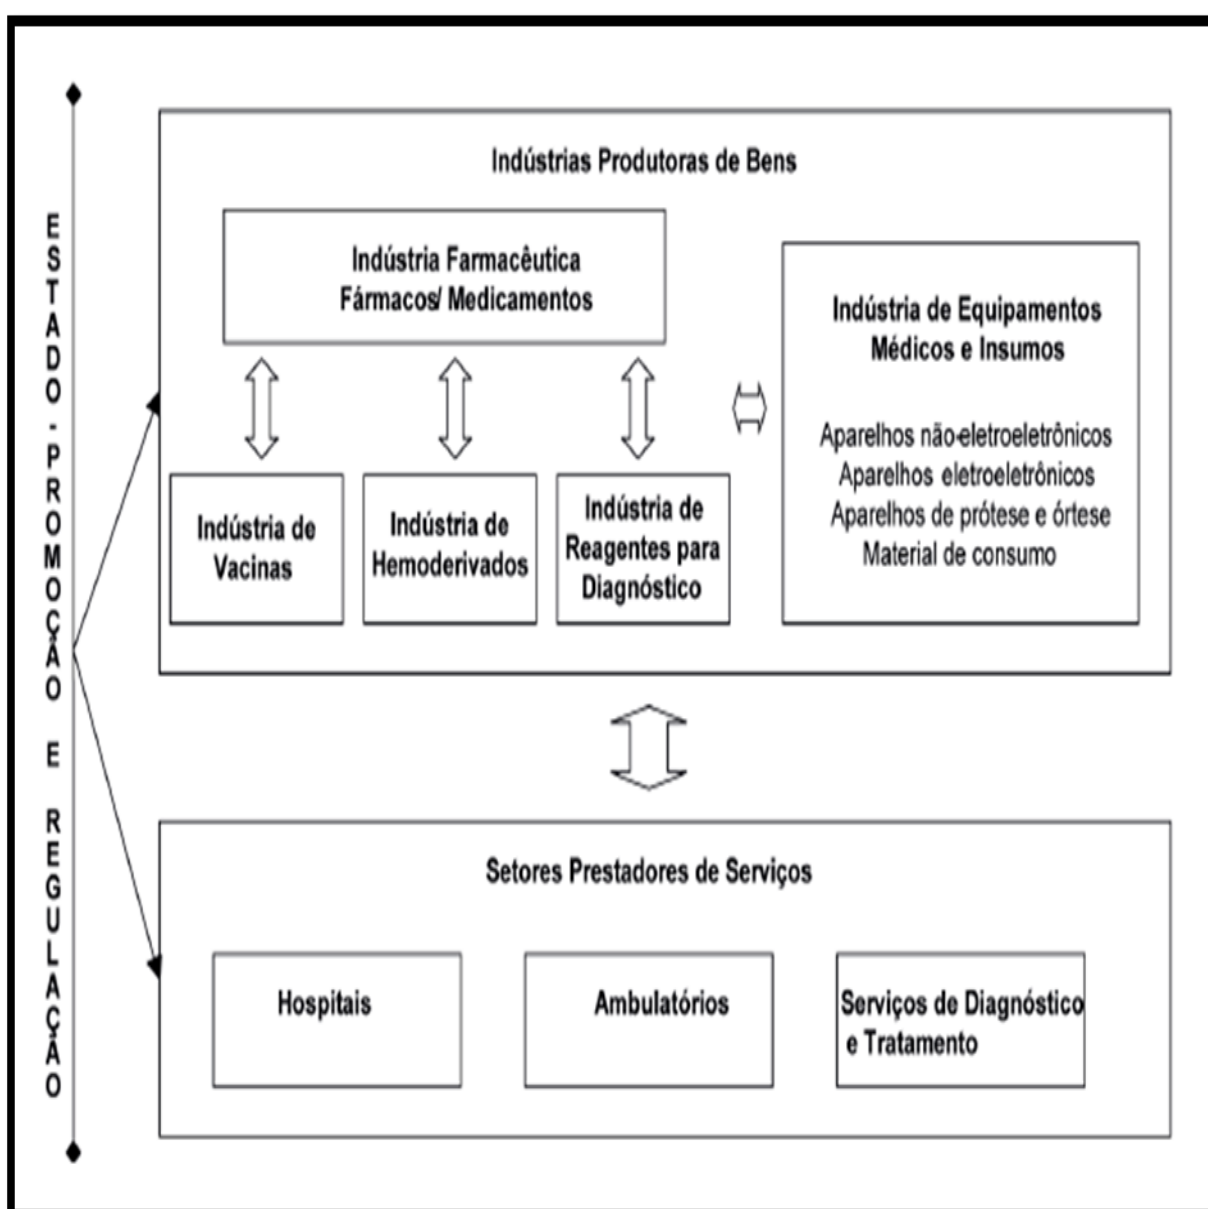 ESTADO-PROMOÇÃO E REGULAÇÃO
Indústrias Produtoras de Bens
Indústria Farmacêutica
Fármacos/ Medicamentos
Indústria de Equipamentos
Médicos e Insumos
Aparelhos não-eletroeletrônicos
Aparelhos eletroeletrônicos
Aparelhos de prótese e órtese
Material de consumo
Indústria de
Vacinas
Indústria de
Hemoderivados
Indústria de
Reagentes para
Diagnóstico
Setores Prestadores de Serviços
Hospitais
Ambulatórios
Serviços de Diagnóstico
e Tratamento